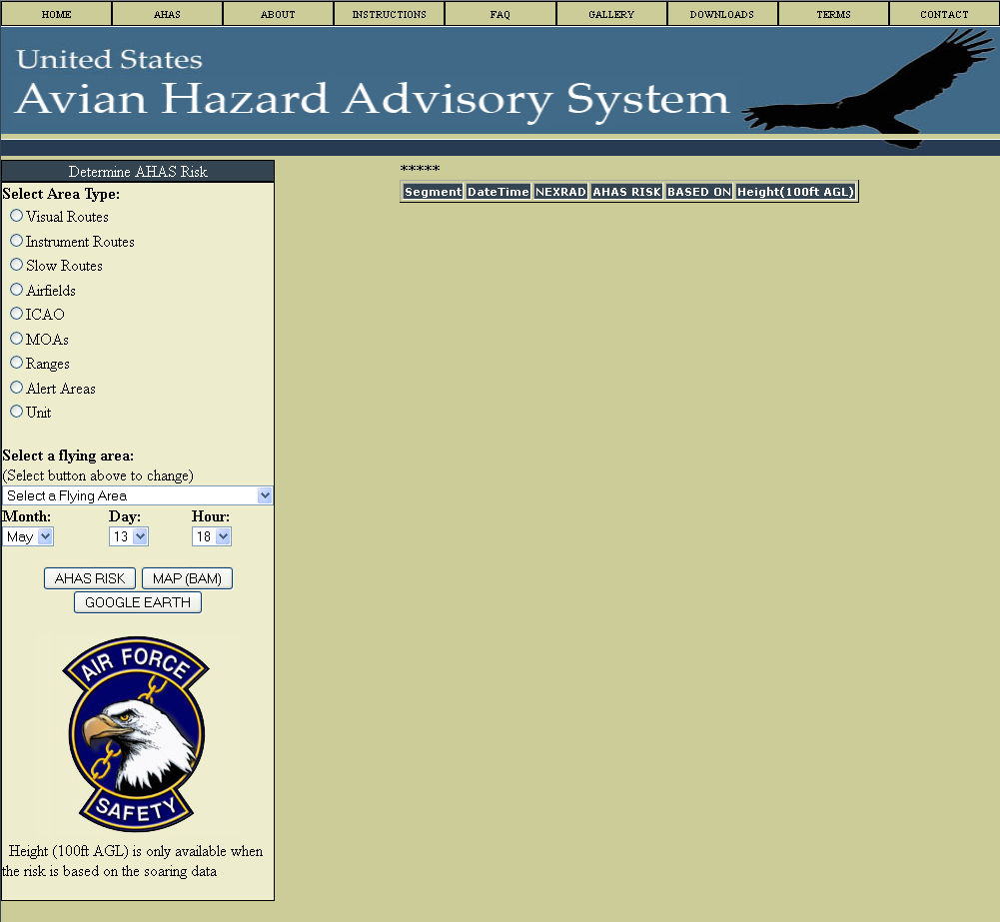 HOME AHAS ABOUT INSTRUCTIONS FAQ GALLERY DOWNLOADS TERMS CONTACT
United States
Avian Hazard Advisory System
Determine AHAS Risk
Select Area Type:
Visual Routes
Instrument Routes
Slow Routes
Airfields
ICAO
MOAs
Ranges
Alert Areas
Unit
Select a flying area:
(Select button above to change)
Select a Flying Area
Month: Day: Hour:
May 13 18
AHAS RISK MAP (BAM)
GOOGLE EARTH
AIR FORCE
SAFETY
Height (100ft AGL) is only available when
the risk is based on the soaring data
*****
Segment DateTime NEXRAD AHAS RISK BASED ON Height(100ft AGL)